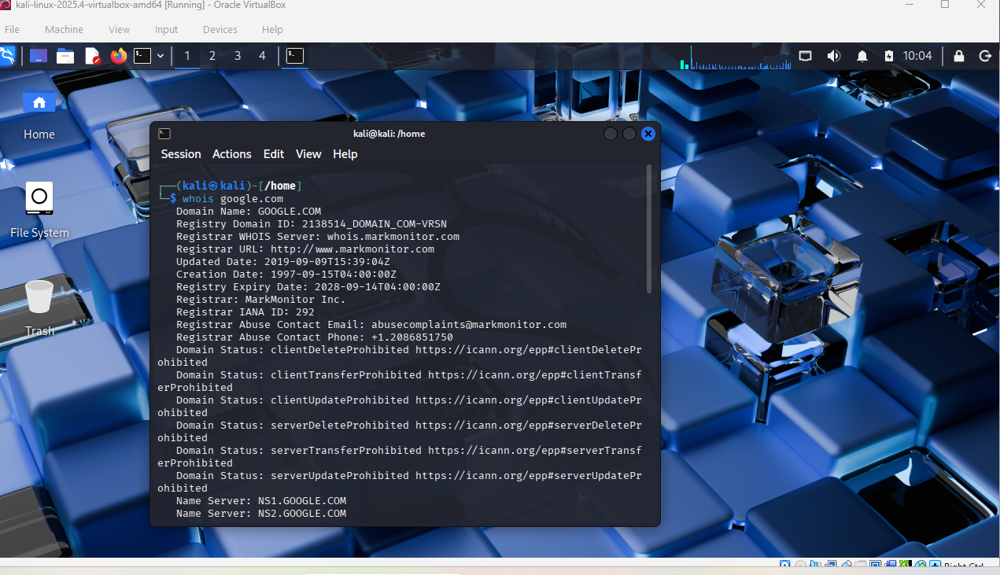 kali-linux-2025.4-virtualbox-amd64 [Running] - Oracle VirtualBox
File Machine View Input Devices Help
1 2 3 4 10:04
Home
File System
Trash
kali@kali: /home
Session Actions Edit View Help
┌──(kali㉿kali)-[/home]
└─$ whois google.com
Domain Name: GOOGLE.COM
Registry Domain ID: 2138514_DOMAIN_COM-VRSN
Registrar WHOIS Server: whois.markmonitor.com
Registrar URL: http://www.markmonitor.com
Updated Date: 2019-09-09T15:39:04Z
Creation Date: 1997-09-15T04:00:00Z
Registry Expiry Date: 2028-09-14T04:00:00Z
Registrar: MarkMonitor Inc.
Registrar IANA ID: 292
Registrar Abuse Contact Email: abusecomplaints@markmonitor.com
Registrar Abuse Contact Phone: +1.2086851750
Domain Status: clientDeleteProhibited https://icann.org/epp#clientDeletePr
ohibited
Domain Status: clientTransferProhibited https://icann.org/epp#clientTransf
erProhibited
Domain Status: clientUpdateProhibited https://icann.org/epp#clientUpdatePr
ohibited
Domain Status: serverDeleteProhibited https://icann.org/epp#serverDeletePr
ohibited
Domain Status: serverTransferProhibited https://icann.org/epp#serverTransf
erProhibited
Domain Status: serverUpdateProhibited https://icann.org/epp#serverUpdatePr
ohibited
Name Server: NS1.GOOGLE.COM
Name Server: NS2.GOOGLE.COM
Right Ctrl